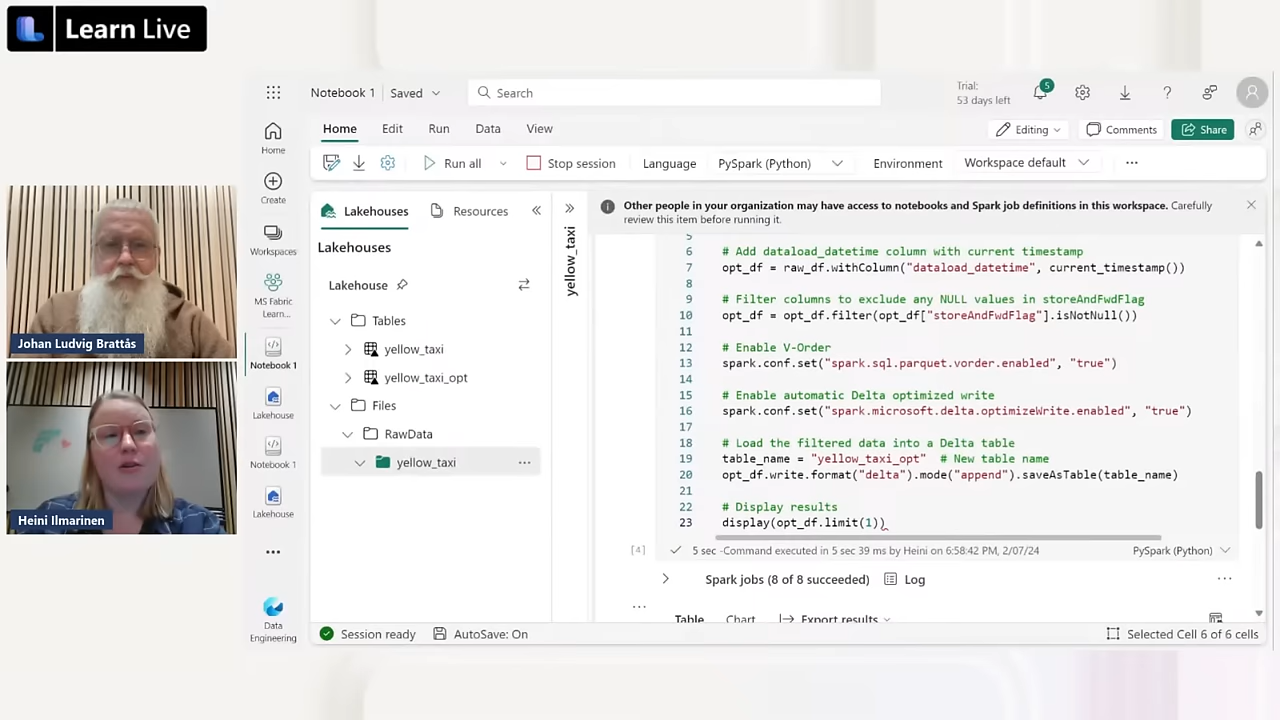 Learn Live
Notebook 1
Saved
Search
Trial:
53 days left
5
Home
Edit
Run
Data
View
Editing
Comments
Share
Run all
Stop session
Language
PySpark (Python)
Environment
Workspace default
Home
Create
Workspaces
MS Fabric
Learn...
Notebook 1
Lakehouse
Notebook 1
Lakehouse
Data
Engineering
Lakehouses
Resources
Lakehouses
Lakehouse
Tables
yellow_taxi
yellow_taxi_opt
Files
RawData
yellow_taxi
yellow_taxi
Other people in your organization may have access to notebooks and Spark job definitions in this workspace. Carefully
review this item before running it.
5
6 # Add dataload_datetime column with current timestamp
7 opt_df = raw_df.withColumn("dataload_datetime", current_timestamp())
8
9 # Filter columns to exclude any NULL values in storeAndFwdFlag
10 opt_df = opt_df.filter(opt_df["storeAndFwdFlag"].isNotNull())
11
12 # Enable V-Order
13 spark.conf.set("spark.sql.parquet.vorder.enabled", "true")
14
15 # Enable automatic Delta optimized write
16 spark.conf.set("spark.microsoft.delta.optimizeWrite.enabled", "true")
17
18 # Load the filtered data into a Delta table
19 table_name = "yellow_taxi_opt" # New table name
20 opt_df.write.format("delta").mode("append").saveAsTable(table_name)
21
22 # Display results
23 display(opt_df.limit(1))
[4]
5 sec -Command executed in 5 sec 39 ms by Heini on 6:58:42 PM, 2/07/24
PySpark (Python)
Spark jobs (8 of 8 succeeded)
Log
Table
Chart
Export results
Session ready
AutoSave: On
Selected Cell 6 of 6 cells
Johan Ludvig Brattås
Heini Ilmarinen